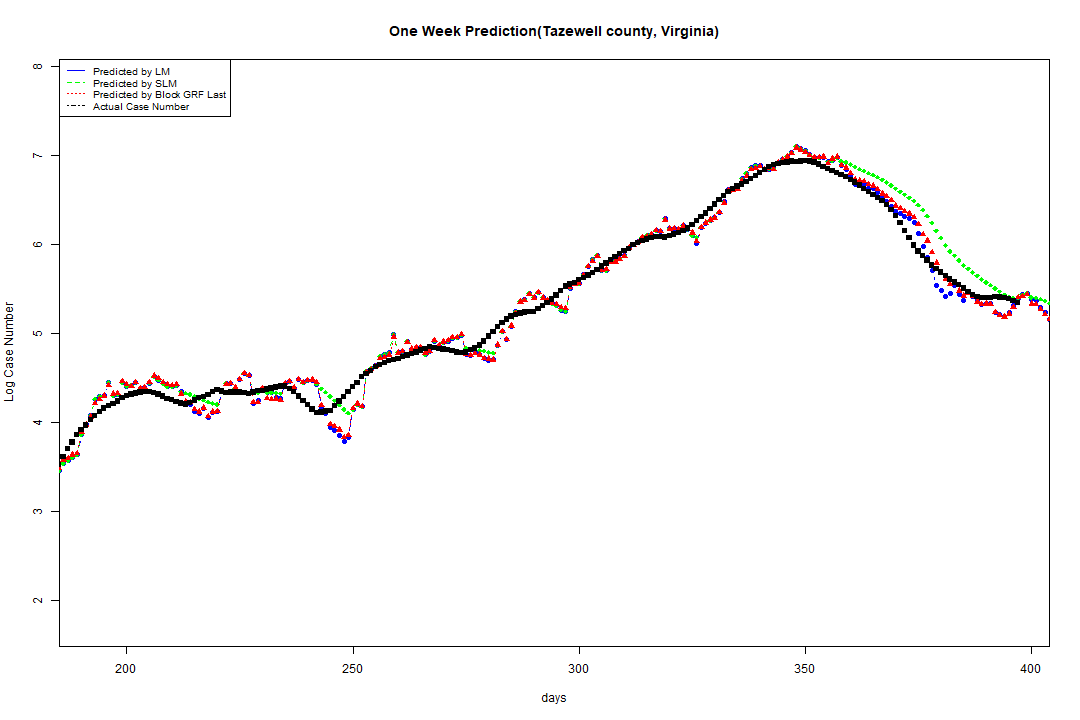 One Week Prediction(Tazewell county, Virginia)
Predicted by LM
Predicted by SLM
Predicted by Block GRF Last
Actual Case Number
8
7
6
5
4
3
2
Log Case Number
200 250 300 350 400
days